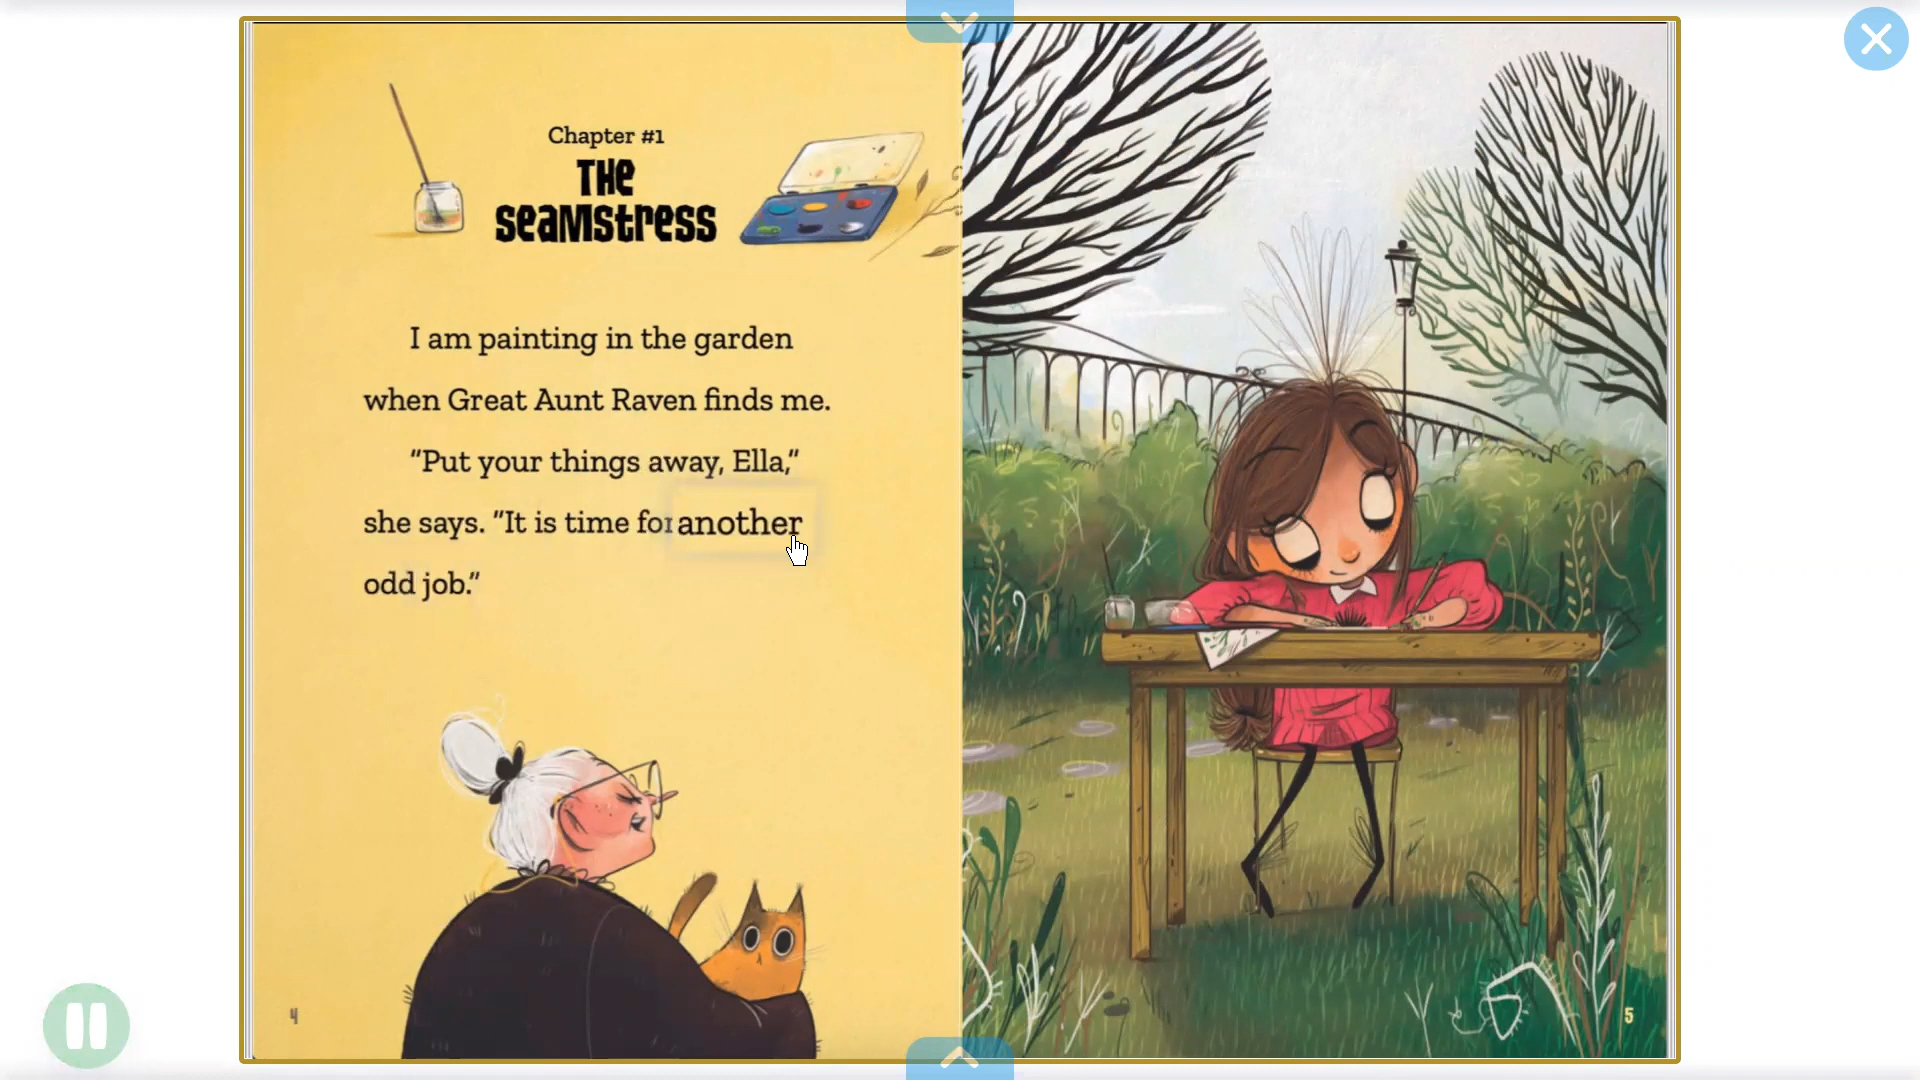 Chapter #1
THE
SEAMSTRESS
I am painting in the garden
when Great Aunt Raven finds me.
“Put your things away, Ella,”
she says. “It is time for another
odd job.”
4
5